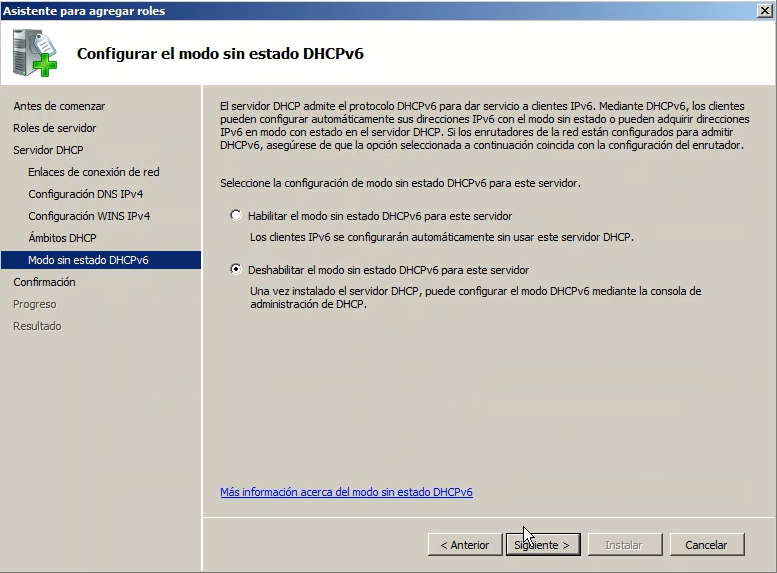 Asistente para agregar roles
Configurar el modo sin estado DHCPv6
Antes de comenzar
Roles de servidor
Servidor DHCP
Enlaces de conexión de red
Configuración DNS IPv4
Configuración WINS IPv4
Ámbitos DHCP
Modo sin estado DHCPv6
Confirmación
Progreso
Resultado
El servidor DHCP admite el protocolo DHCPv6 para dar servicio a clientes IPv6. Mediante DHCPv6, los clientes
pueden configurar automáticamente sus direcciones IPv6 con el modo sin estado o pueden adquirir direcciones
IPv6 en modo con estado en el servidor DHCP. Si los enrutadores de la red están configurados para admitir
DHCPv6, asegúrese de que la opción seleccionada a continuación coincida con la configuración del enrutador.
Seleccione la configuración de modo sin estado DHCPv6 para este servidor.
Habilitar el modo sin estado DHCPv6 para este servidor
Los clientes IPv6 se configurarán automáticamente sin usar este servidor DHCP.
Deshabilitar el modo sin estado DHCPv6 para este servidor
Una vez instalado el servidor DHCP, puede configurar el modo DHCPv6 mediante la consola de
administración de DHCP.
Más información acerca del modo sin estado DHCPv6
< Anterior
Siguiente >
Instalar
Cancelar